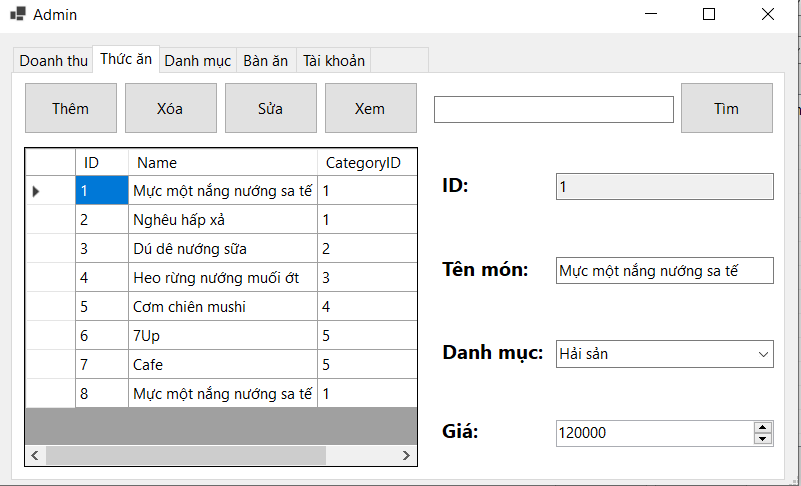 Admin
Doanh thu Thức ăn Danh mục Bàn ăn Tài khoản
Thêm Xóa Sửa Xem Tìm
ID Name CategoryID
1 Mực một nắng nướng sa tế 1
2 Nghêu hấp xả 1
3 Dú dê nướng sữa 2
4 Heo rừng nướng muối ớt 3
5 Cơm chiên mushi 4
6 7Up 5
7 Cafe 5
8 Mực một nắng nướng sa tế 1
ID: 1
Tên món: Mực một nắng nướng sa tế
Danh mục: Hải sản
Giá: 120000